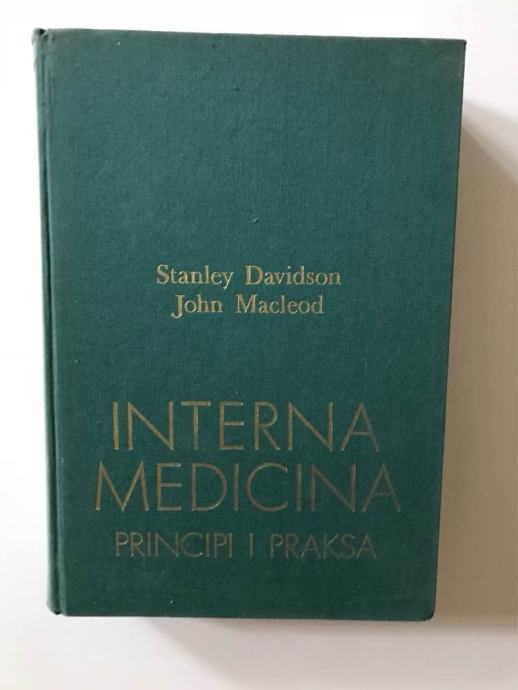 Stanley Davidson
John Macleod
INTERNA
MEDICINA
PRINCIPI I PRAKSA